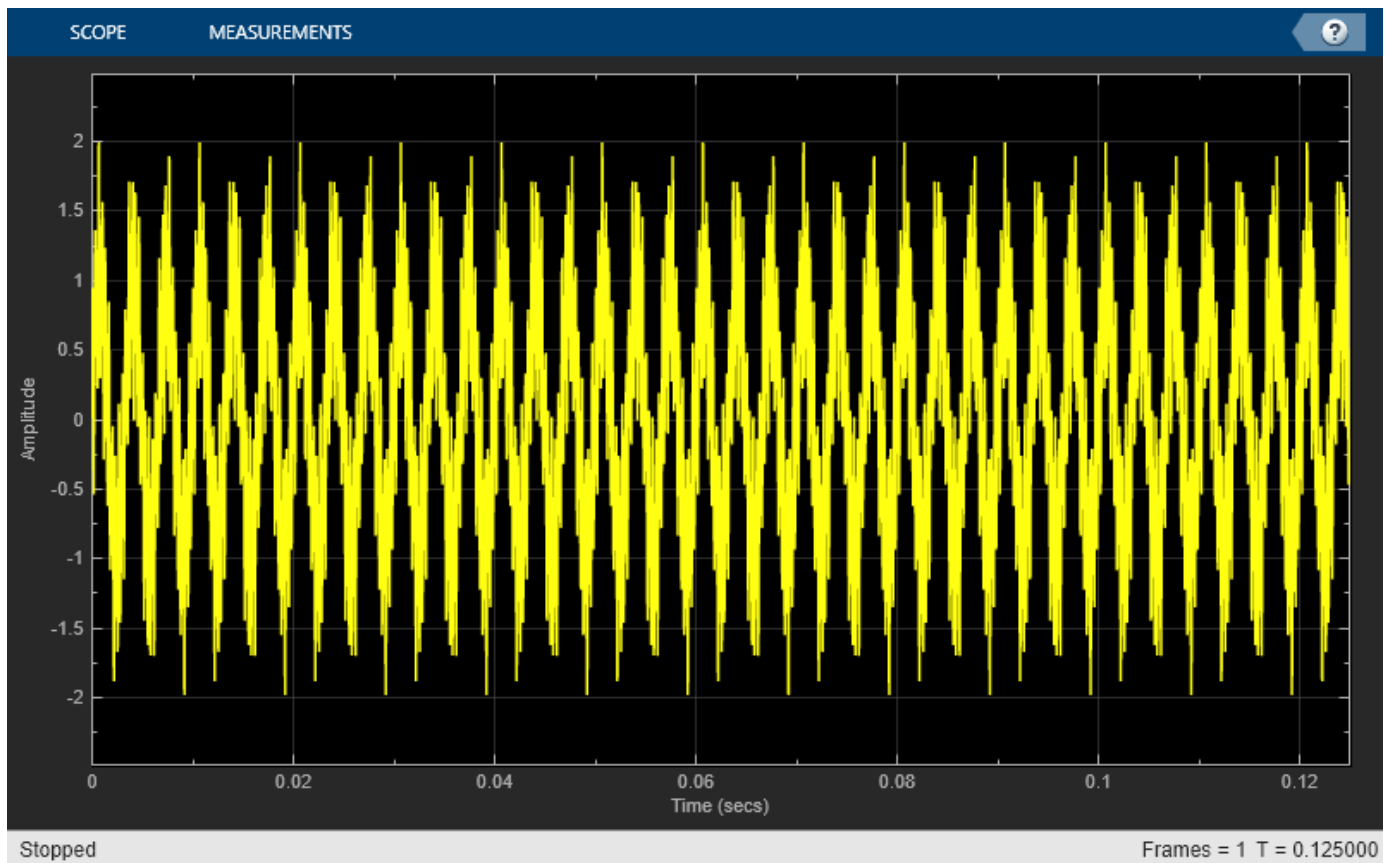 SCOPE MEASUREMENTS ?
2
1.5
1
0.5
0
-0.5
-1
-1.5
-2
Amplitude
0 0.02 0.04 0.06 0.08 0.1 0.12
Time (secs)
Stopped Frames = 1 T = 0.125000